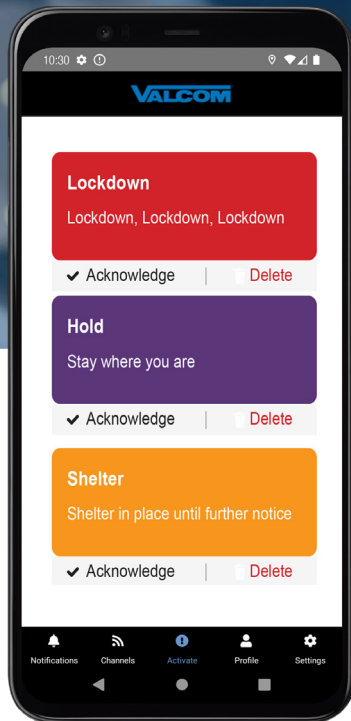 10:30
VALCOM
Lockdown
Lockdown, Lockdown, Lockdown
✔ Acknowledge | Delete
Hold
Stay where you are
✔ Acknowledge | Delete
Shelter
Shelter in place until further notice
✔ Acknowledge | Delete
Notifications Channels Activate Profile Settings